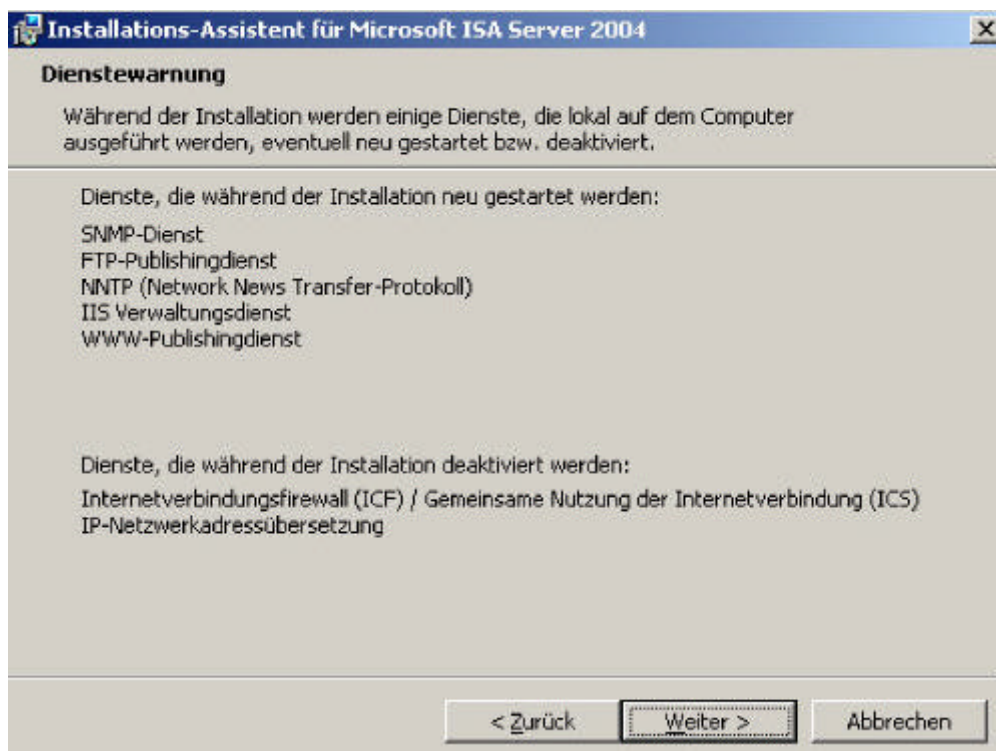 Installations-Assistent für Microsoft ISA Server 2004
Dienstewarnung
Während der Installation werden einige Dienste, die lokal auf dem Computer
ausgeführt werden, eventuell neu gestartet bzw. deaktiviert.
Dienste, die während der Installation neu gestartet werden:
SNMP-Dienst
FTP-Publishingdienst
NNTP (Network News Transfer-Protokoll)
IIS Verwaltungsdienst
WWW-Publishingdienst
Dienste, die während der Installation deaktiviert werden:
Internetverbindungsfirewall (ICF) / Gemeinsame Nutzung der Internetverbindung (ICS)
IP-Netzwerkadressübersetzung
< Zurück Weiter > Abbrechen